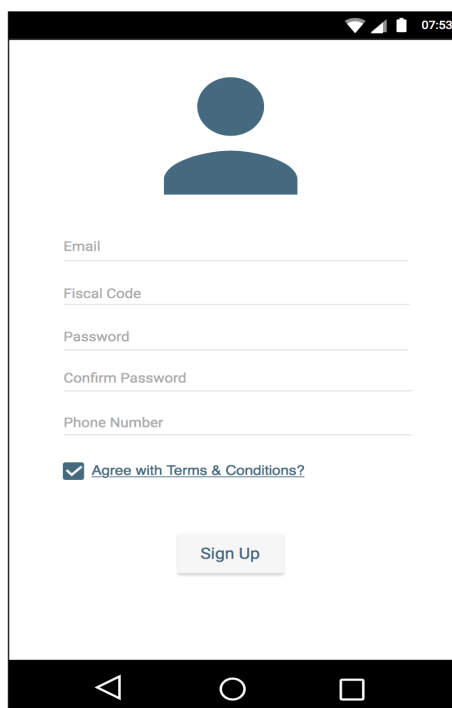 07:53
Email
Fiscal Code
Password
Confirm Password
Phone Number
Agree with Terms & Conditions?
Sign Up